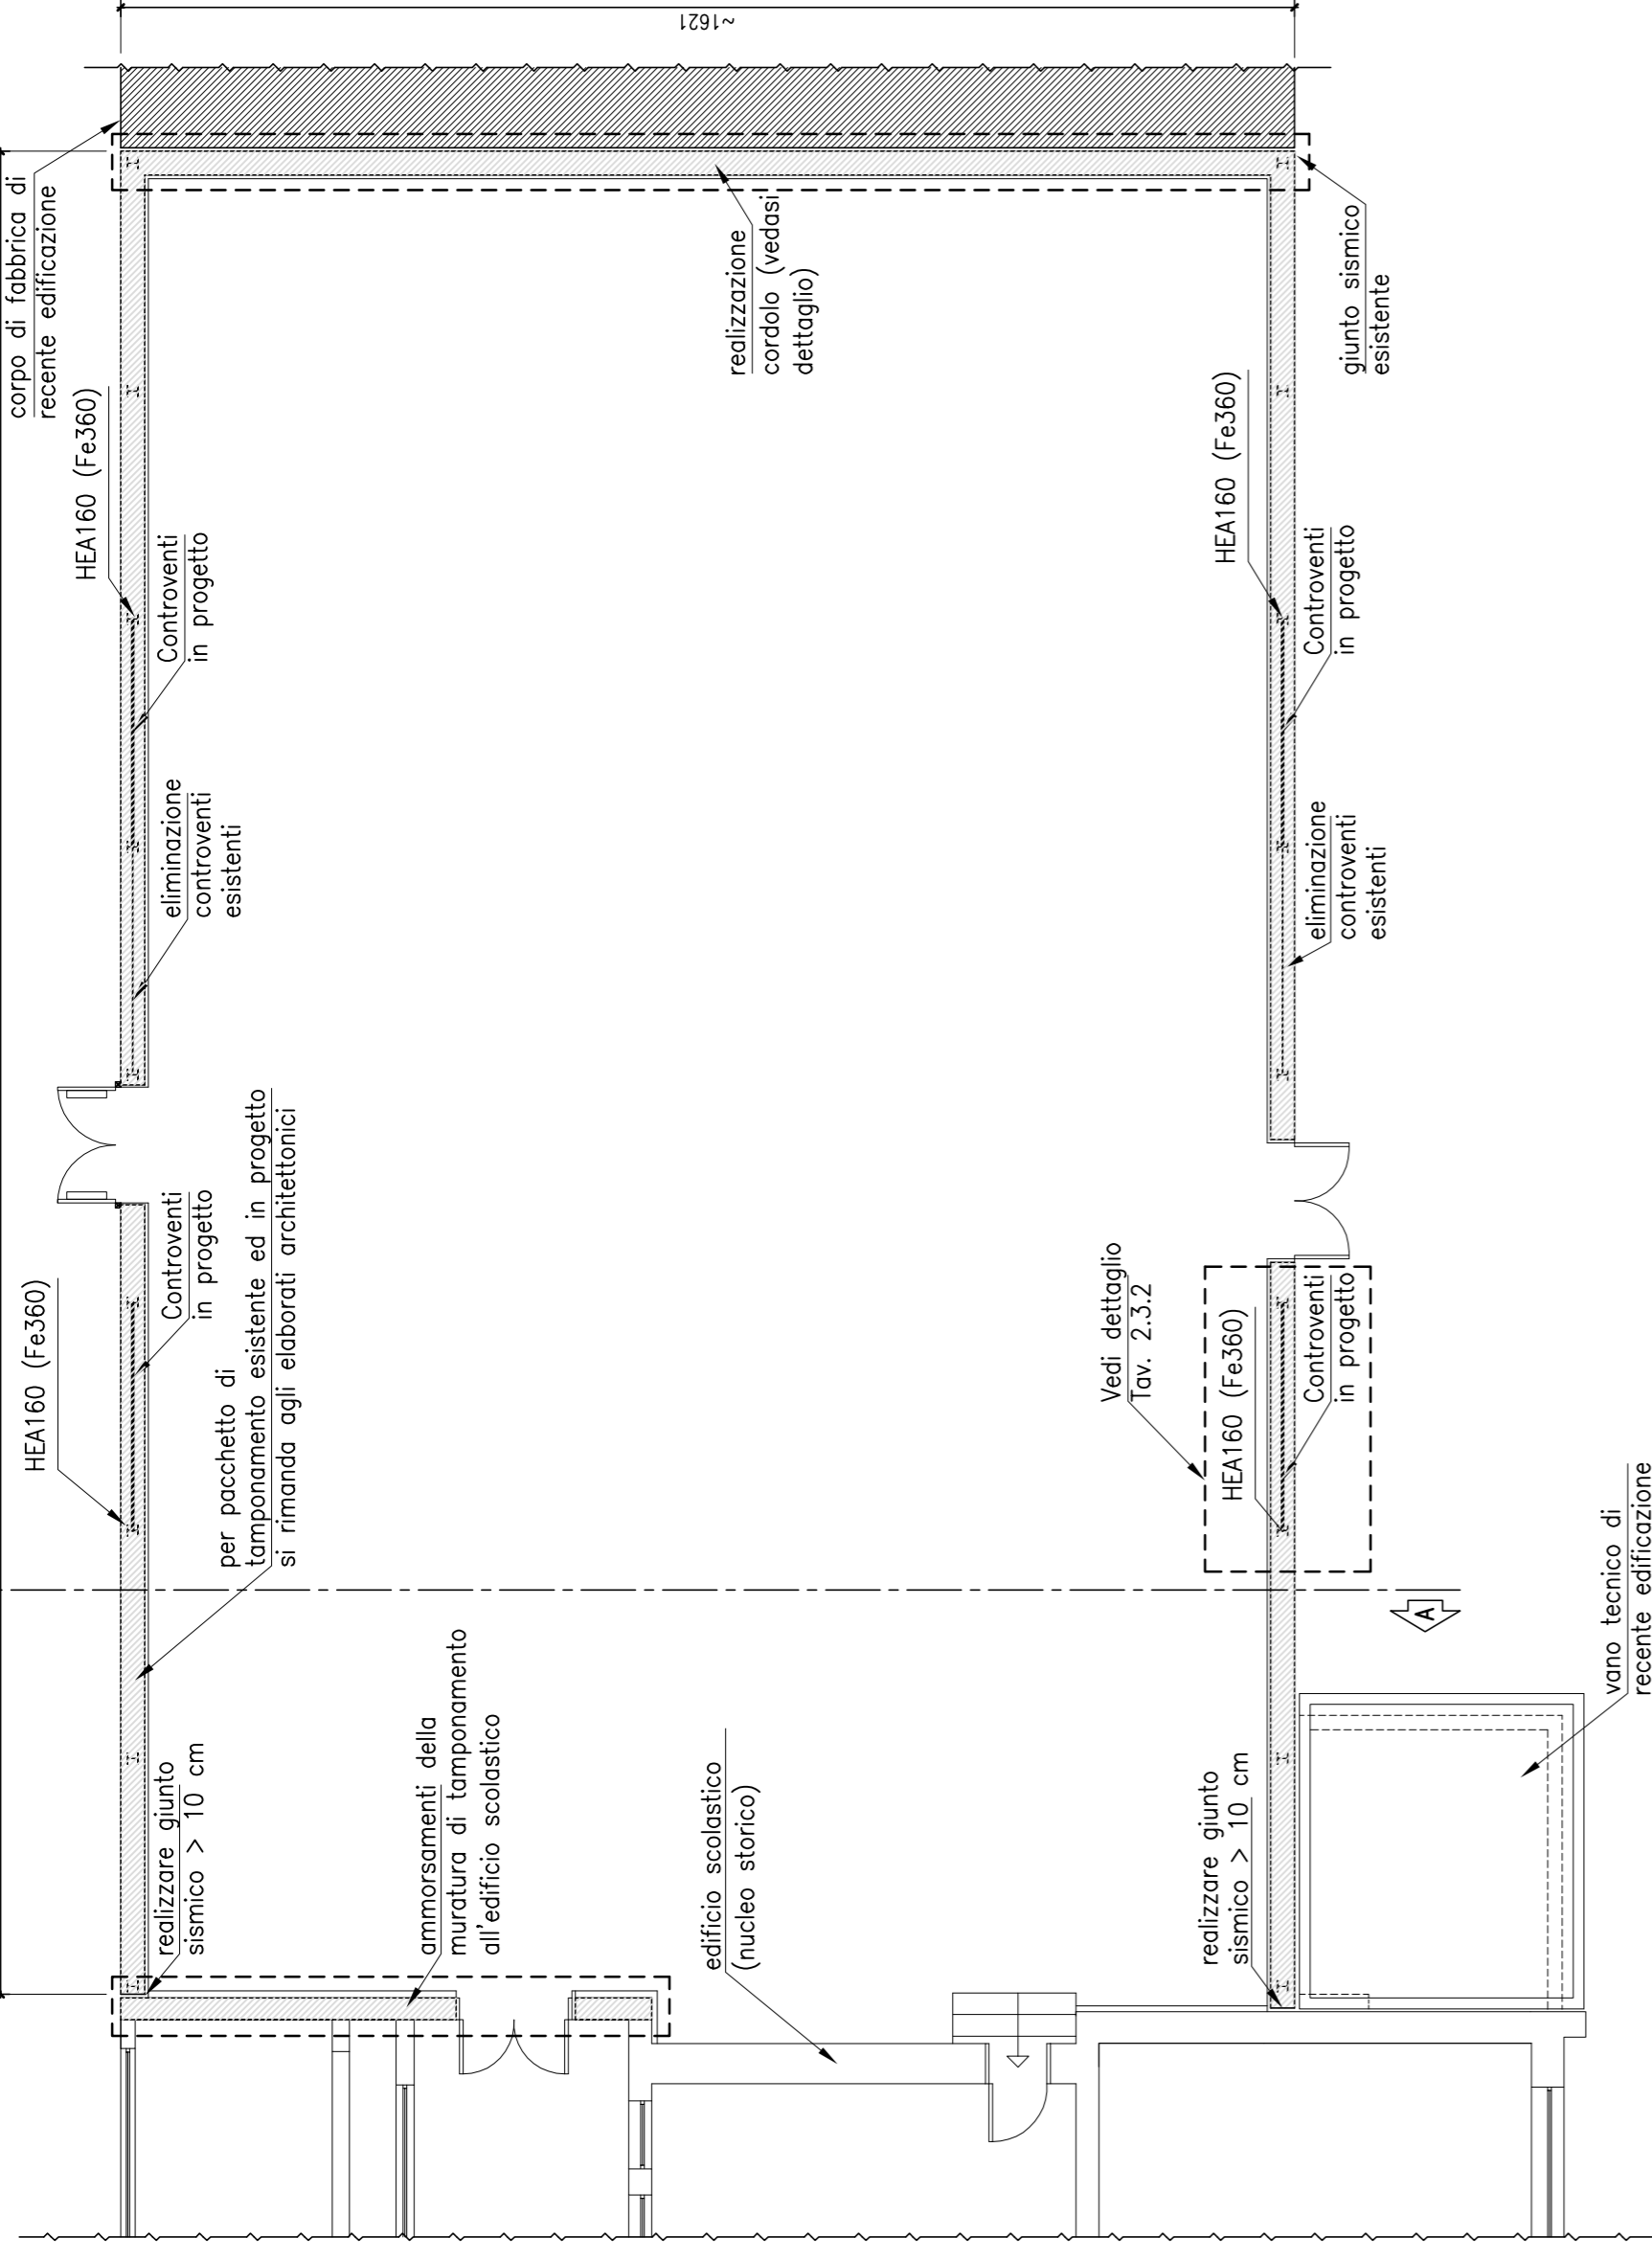 ~1621
corpo di fabbrica di
recente edificazione
HEA160 (Fe360)
Controventi
in progetto
eliminazione
controventi
esistenti
realizzazione
cordolo (vedasi
dettaglio)
giunto sismico
esistente
HEA160 (Fe360)
Controventi
in progetto
eliminazione
controventi
esistenti
HEA160 (Fe360)
Controventi
in progetto
per pacchetto di
tamponamento esistente ed in progetto
si rimanda agli elaborati architettonici
Vedi dettaglio
Tav. 2.3.2
HEA160 (Fe360)
Controventi
in progetto
A
realizzare giunto
sismico > 10 cm
ammorsamenti della
muratura di tamponamento
all'edificio scolastico
edificio scolastico
(nucleo storico)
realizzare giunto
sismico > 10 cm
vano tecnico di
recente edificazione